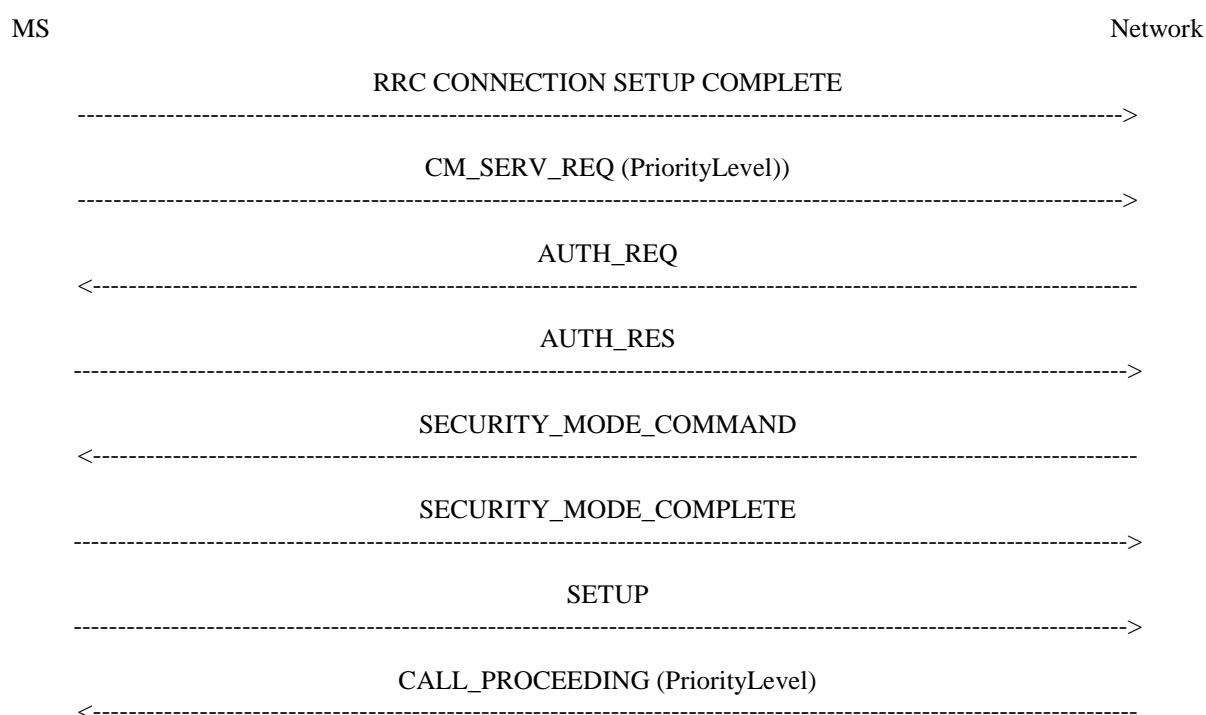 MS Network
RRC CONNECTION SETUP COMPLETE
CM_SERV_REQ (PriorityLevel))
AUTH_REQ
AUTH_RES
SECURITY_MODE_COMMAND
SECURITY_MODE_COMPLETE
SETUP
CALL_PROCEEDING (PriorityLevel)